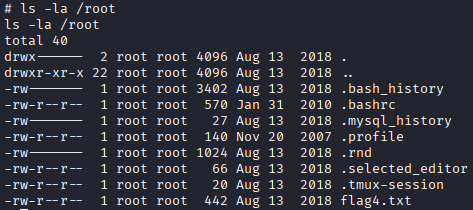 # ls -la /root
ls -la /root
total 40
drwx------  2 root root 4096 Aug 13  2018 .
drwxr-xr-x 22 root root 4096 Aug 13  2018 ..
-rw-------  1 root root 3402 Aug 13  2018 .bash_history
-rw-r--r--  1 root root  570 Jan 31  2010 .bashrc
-rw-------  1 root root   27 Aug 13  2018 .mysql_history
-rw-r--r--  1 root root  140 Nov 20  2007 .profile
-rw-------  1 root root 1024 Aug 13  2018 .rnd
-rw-r--r--  1 root root   66 Aug 13  2018 .selected_editor
-rw-r--r--  1 root root   20 Aug 13  2018 .tmux-session
-rw-r--r--  1 root root  442 Aug 13  2018 flag4.txt